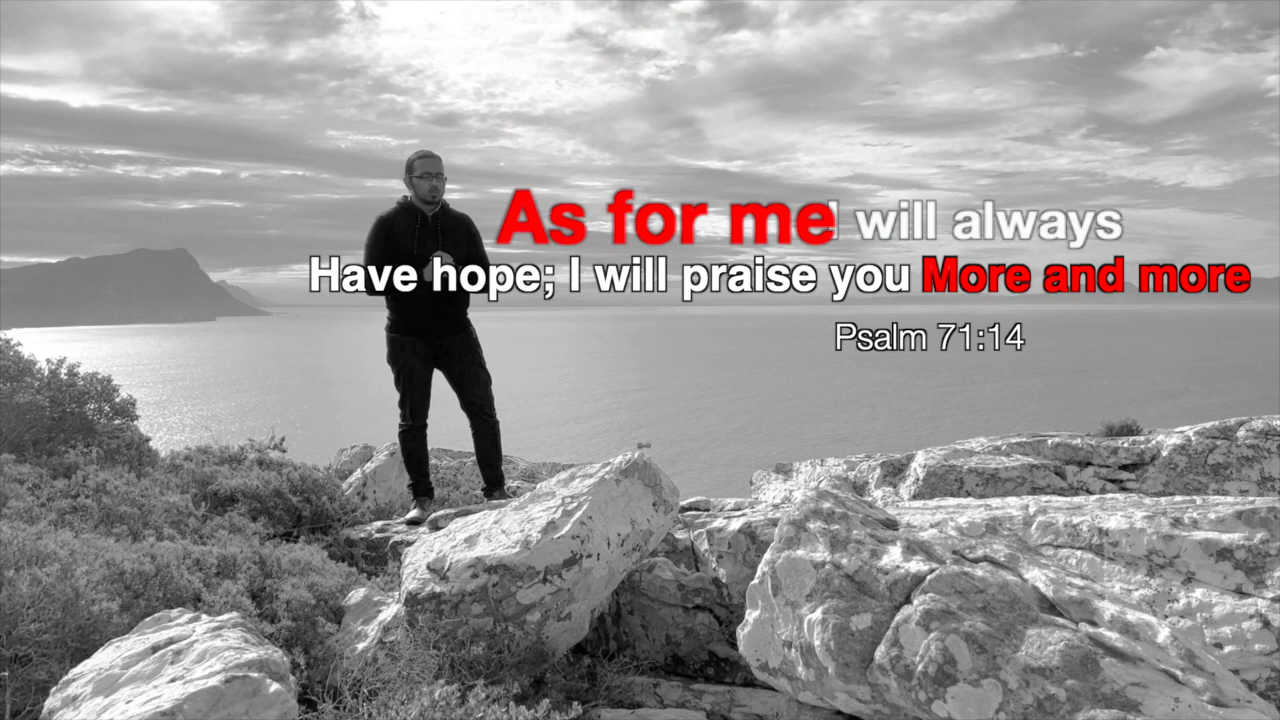 As for me I will always
Have hope; I will praise you More and more
Psalm 71:14